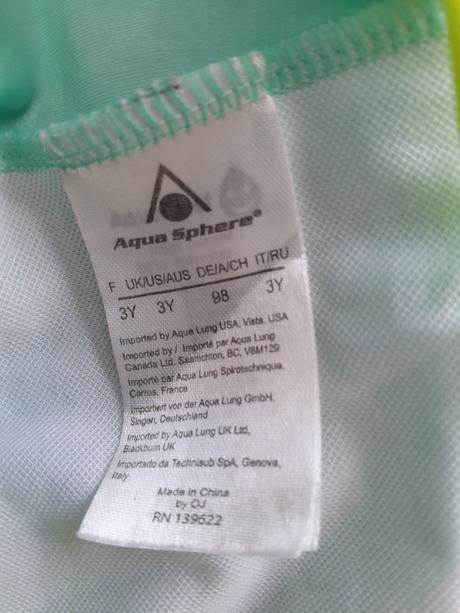 Aqua Sphere®
F UK/US/AUS DE/A/CH IT/RU
3Y 3Y 98 3Y
Imported by Aqua Lung USA, Vista, USA
Imported by / Importé par Aqua Lung
Canada Ltd. Saanichton, BC, V8M1Z9
Importé par Aqua Lung Spirotechnique,
Carros, France
Importiert von der Aqua Lung GmbH,
Singen, Deutschland
Imported by Aqua Lung UK Ltd,
Blackburn UK
Importado da Technisub SpA, Genova,
Italy
Made in China
by OJ
RN 139622